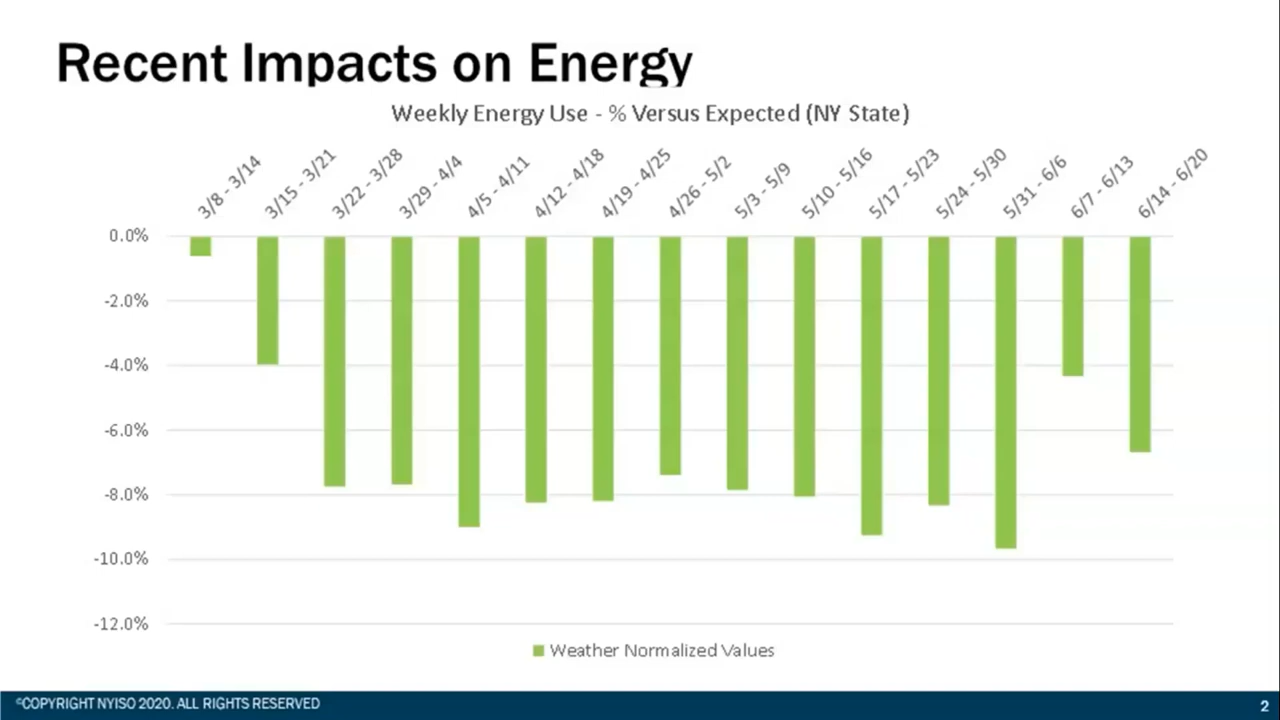 Recent Impacts on Energy
Weekly Energy Use - % Versus Expected (NY State)
3/8 - 3/14
3/15 - 3/21
3/22 - 3/28
3/29 - 4/4
4/5 - 4/11
4/12 - 4/18
4/19 - 4/25
4/26 - 5/2
5/3 - 5/9
5/10 - 5/16
5/17 - 5/23
5/24 - 5/30
5/31 - 6/6
6/7 - 6/13
6/14 - 6/20
0.0%
-2.0%
-4.0%
-6.0%
-8.0%
-10.0%
-12.0%
Weather Normalized Values
©COPYRIGHT NYISO 2020. ALL RIGHTS RESERVED
2